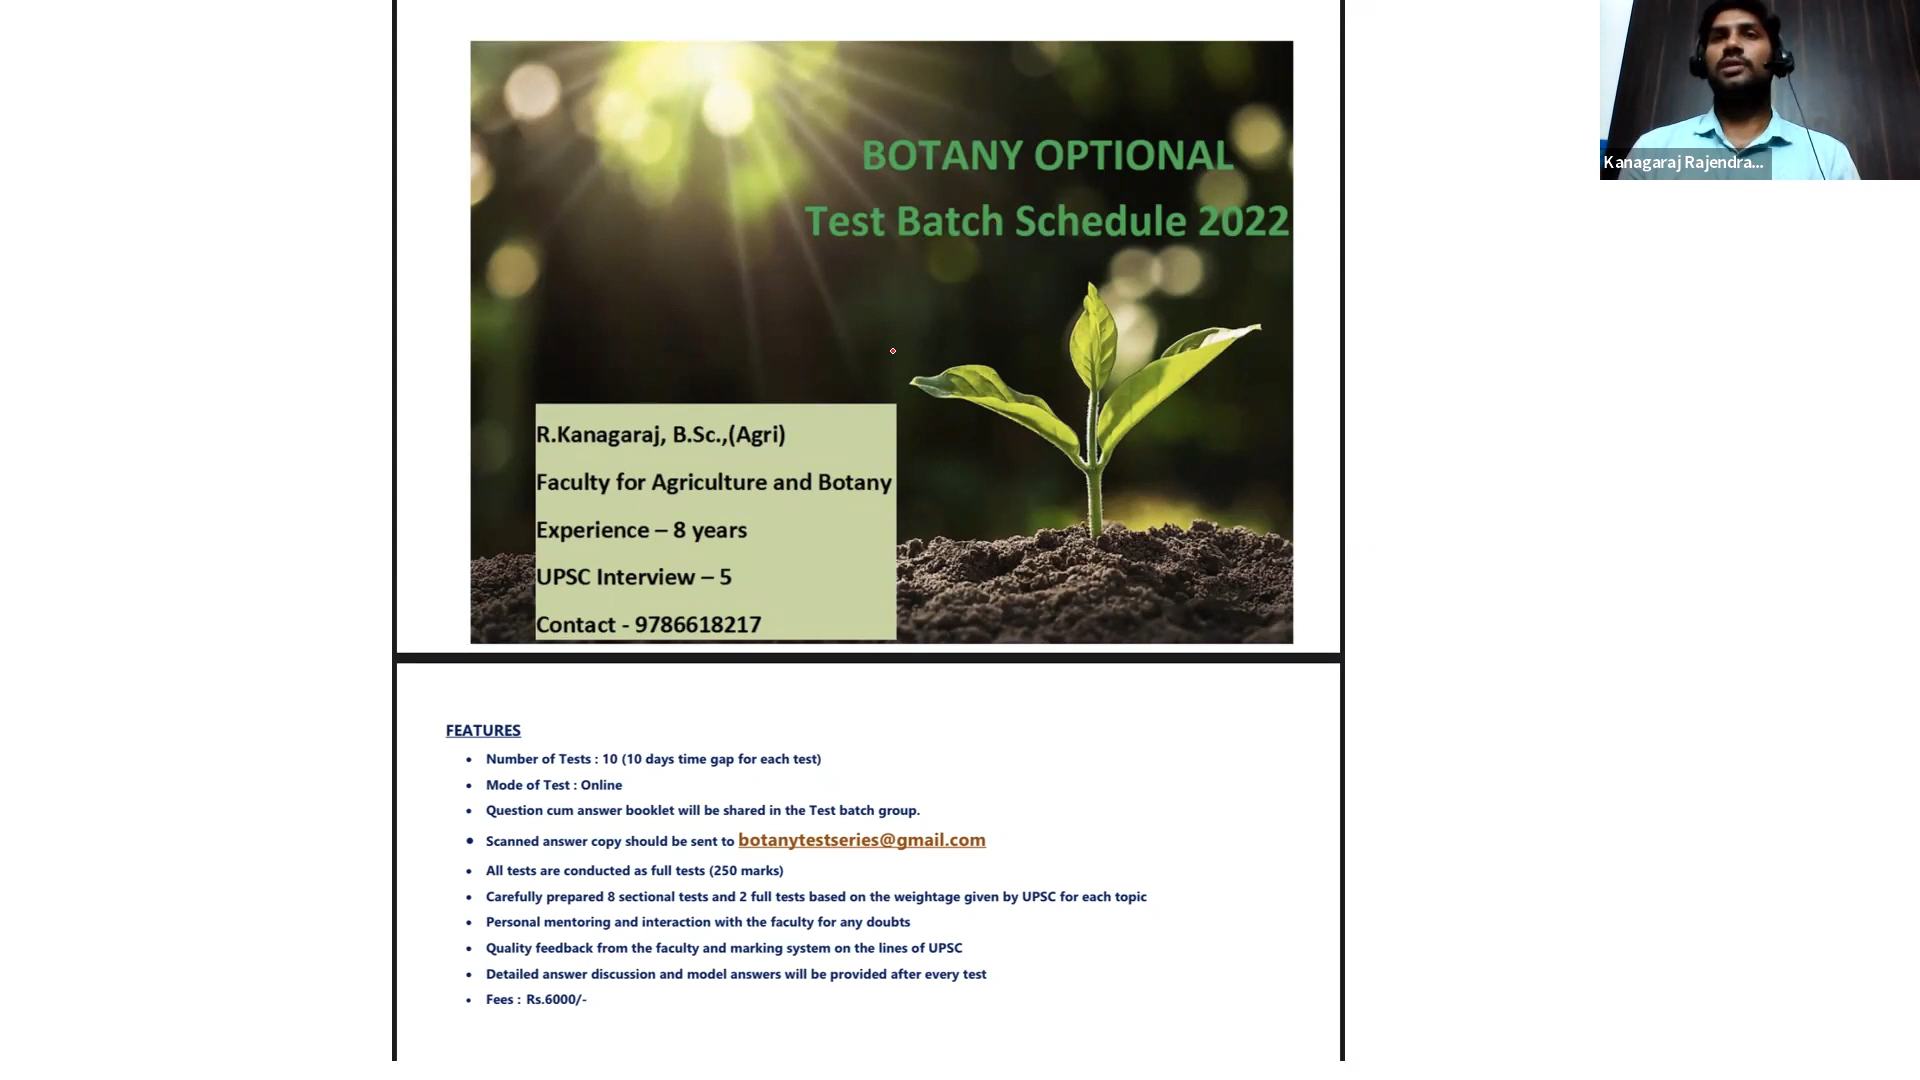 BOTANY OPTIONAL
Test Batch Schedule 2022
R.Kanagaraj, B.Sc.,(Agri)
Faculty for Agriculture and Botany
Experience – 8 years
UPSC Interview – 5
Contact - 9786618217
Kanagaraj Rajendra...
FEATURES
• Number of Tests : 10 (10 days time gap for each test)
• Mode of Test : Online
• Question cum answer booklet will be shared in the Test batch group.
• Scanned answer copy should be sent to botanytestseries@gmail.com
• All tests are conducted as full tests (250 marks)
• Carefully prepared 8 sectional tests and 2 full tests based on the weightage given by UPSC for each topic
• Personal mentoring and interaction with the faculty for any doubts
• Quality feedback from the faculty and marking system on the lines of UPSC
• Detailed answer discussion and model answers will be provided after every test
• Fees : Rs.6000/-